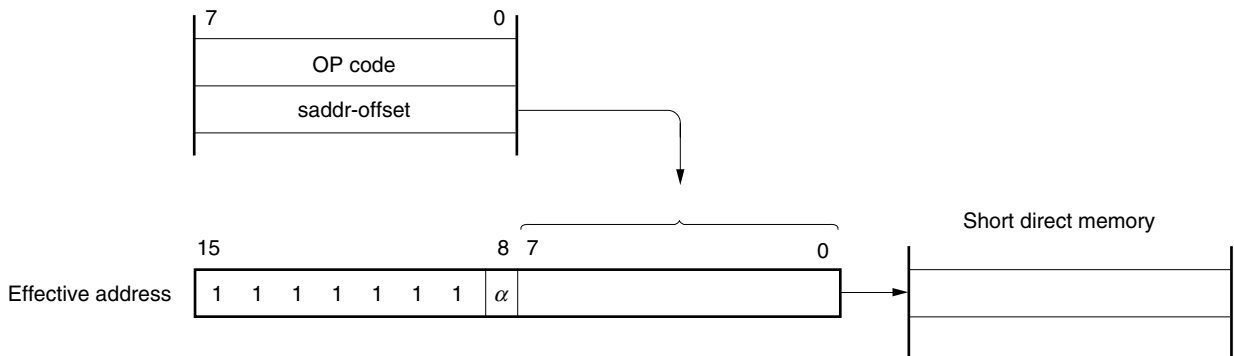 7 0
OP code
saddr-offset
Short direct memory
15 8 7 0
Effective address 1 1 1 1 1 1 1 α